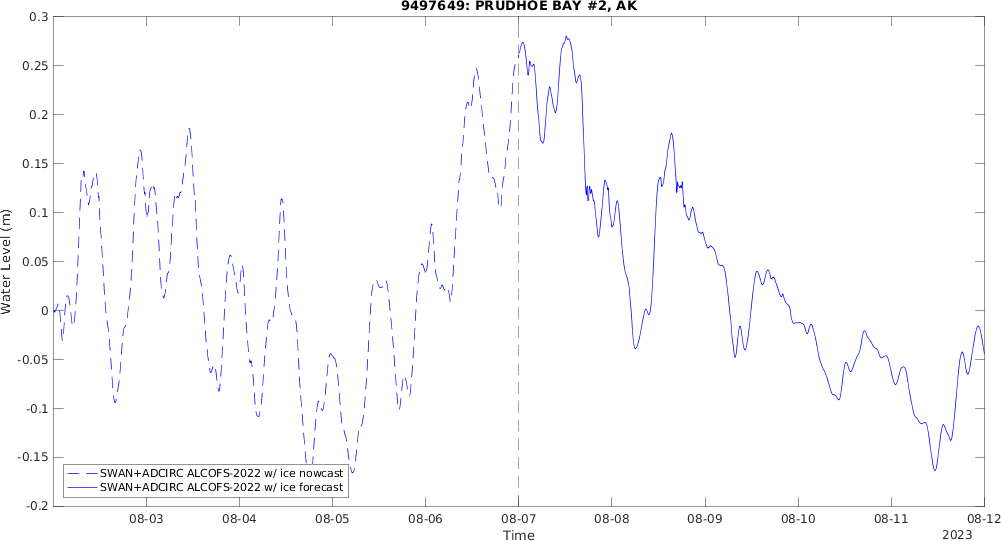 9497649: PRUDHOE BAY #2, AK
0.3
0.25
0.2
0.15
0.1
0.05
0
-0.05
-0.1
-0.15
-0.2
Water Level (m)
SWAN+ADCIRC ALCOFS-2022 w/ ice nowcast
SWAN+ADCIRC ALCOFS-2022 w/ ice forecast
08-03 08-04 08-05 08-06 08-07 08-08 08-09 08-10 08-11 08-12
Time
2023